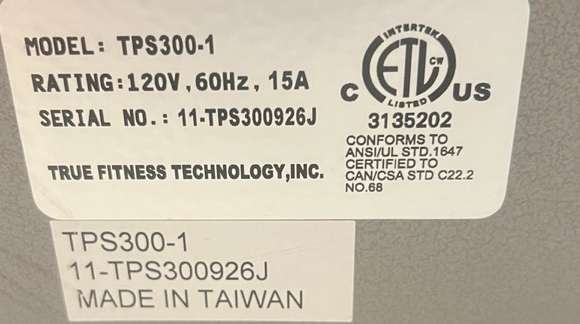 MODEL: TPS300-1
RATING:120V,60Hz,15A
SERIAL NO.: 11-TPS300926J
TRUE FITNESS TECHNOLOGY,INC.
INTERTEK
ETL CW
LISTED
C US
3135202
CONFORMS TO
ANSI/UL STD.1647
CERTIFIED TO
CAN/CSA STD C22.2
NO.68
TPS300-1
11-TPS300926J
MADE IN TAIWAN